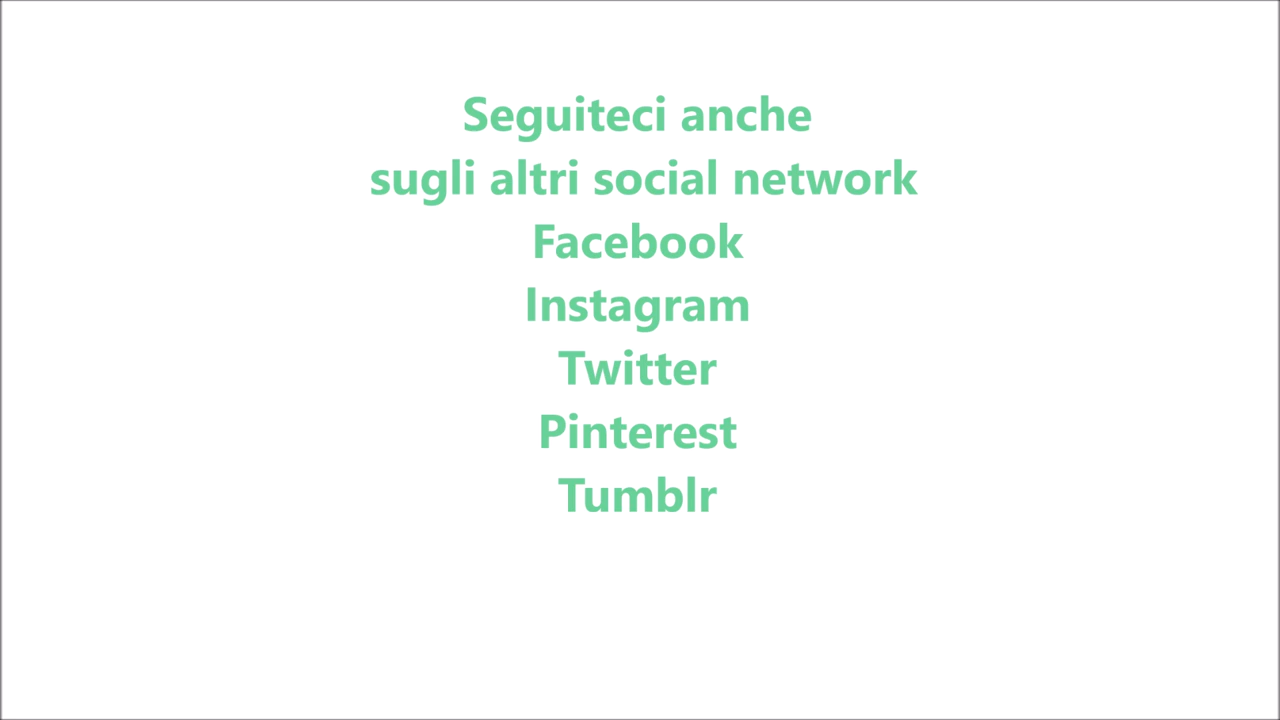 Seguiteci anche
sugli altri social network
Facebook
Instagram
Twitter
Pinterest
Tumblr